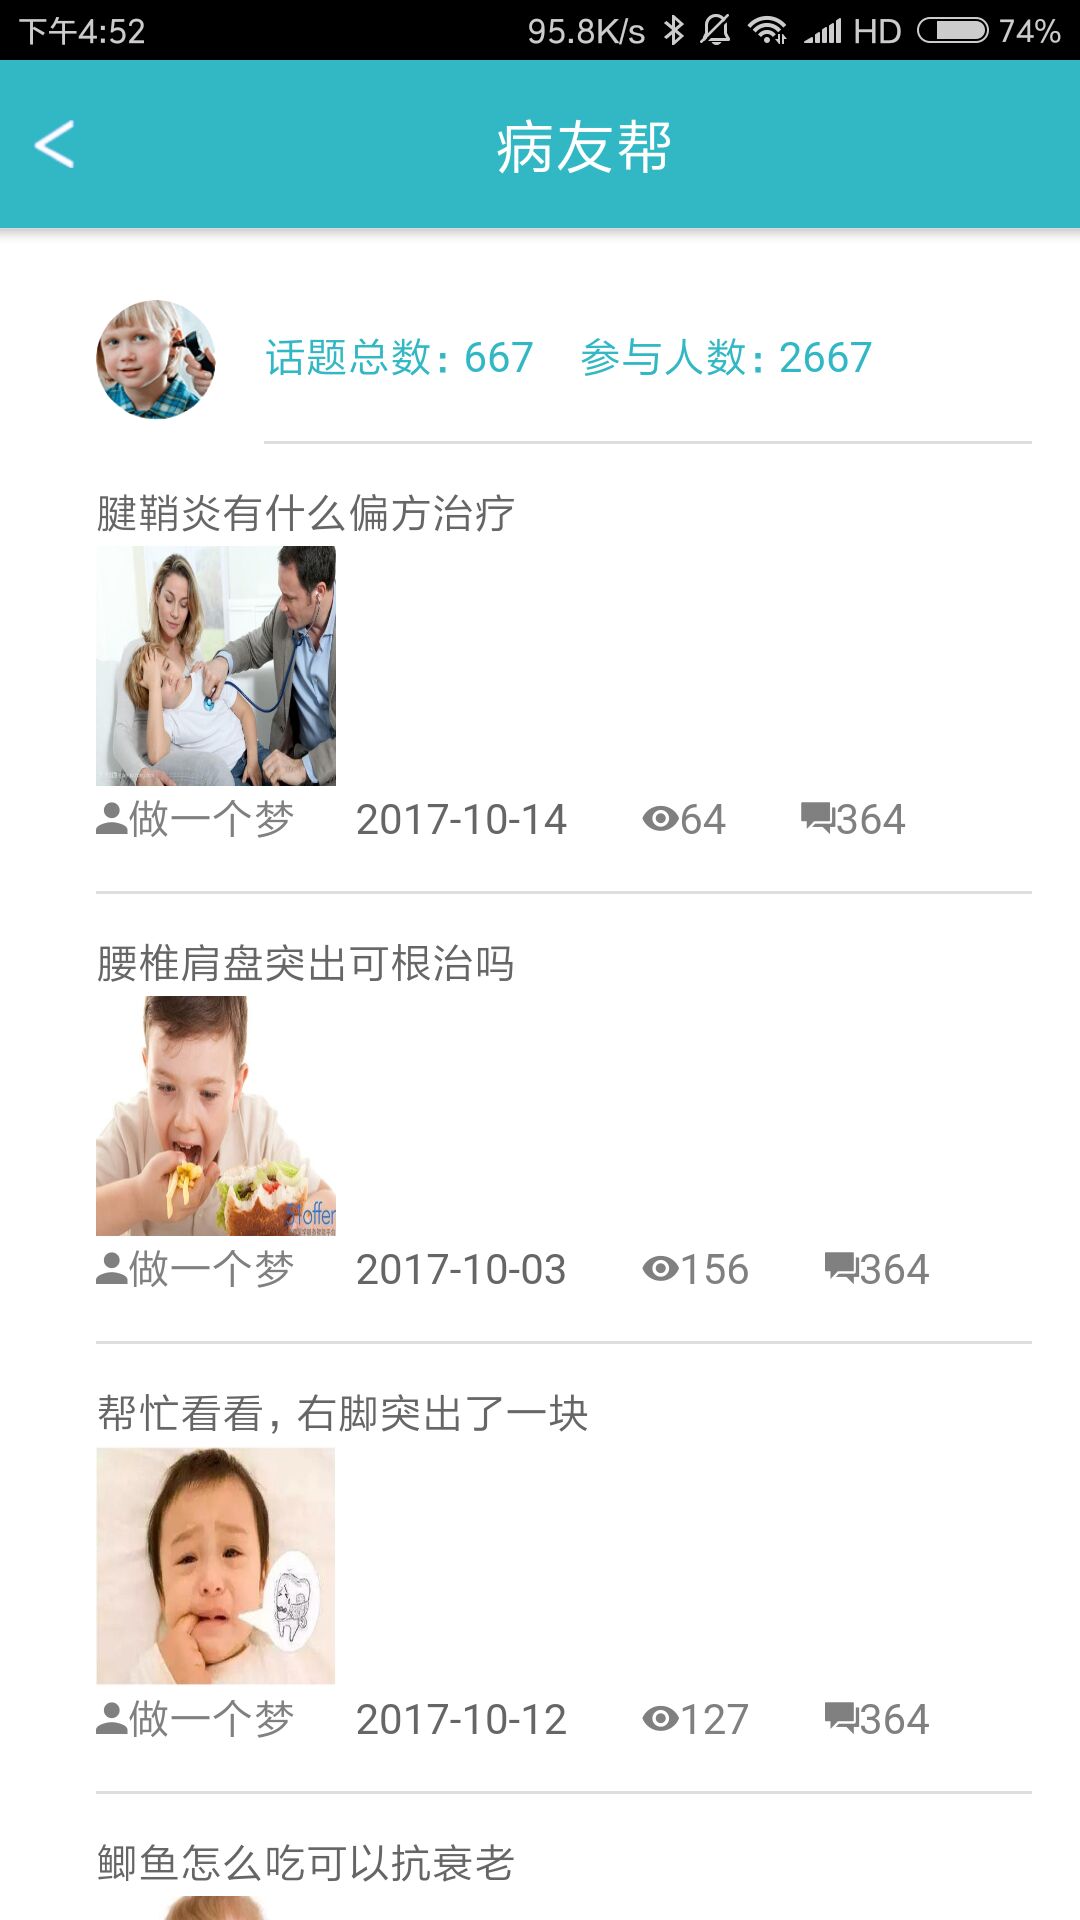 下午4:52 95.8K/s HD 74%
病友帮
话题总数: 667 参与人数: 2667
腱鞘炎有什么偏方治疗
做一个梦 2017-10-14 64 364
腰椎肩盘突出可根治吗
51offer
做一个梦 2017-10-03 156 364
帮忙看看, 右脚突出了一块
做一个梦 2017-10-12 127 364
鲫鱼怎么吃可以抗衰老